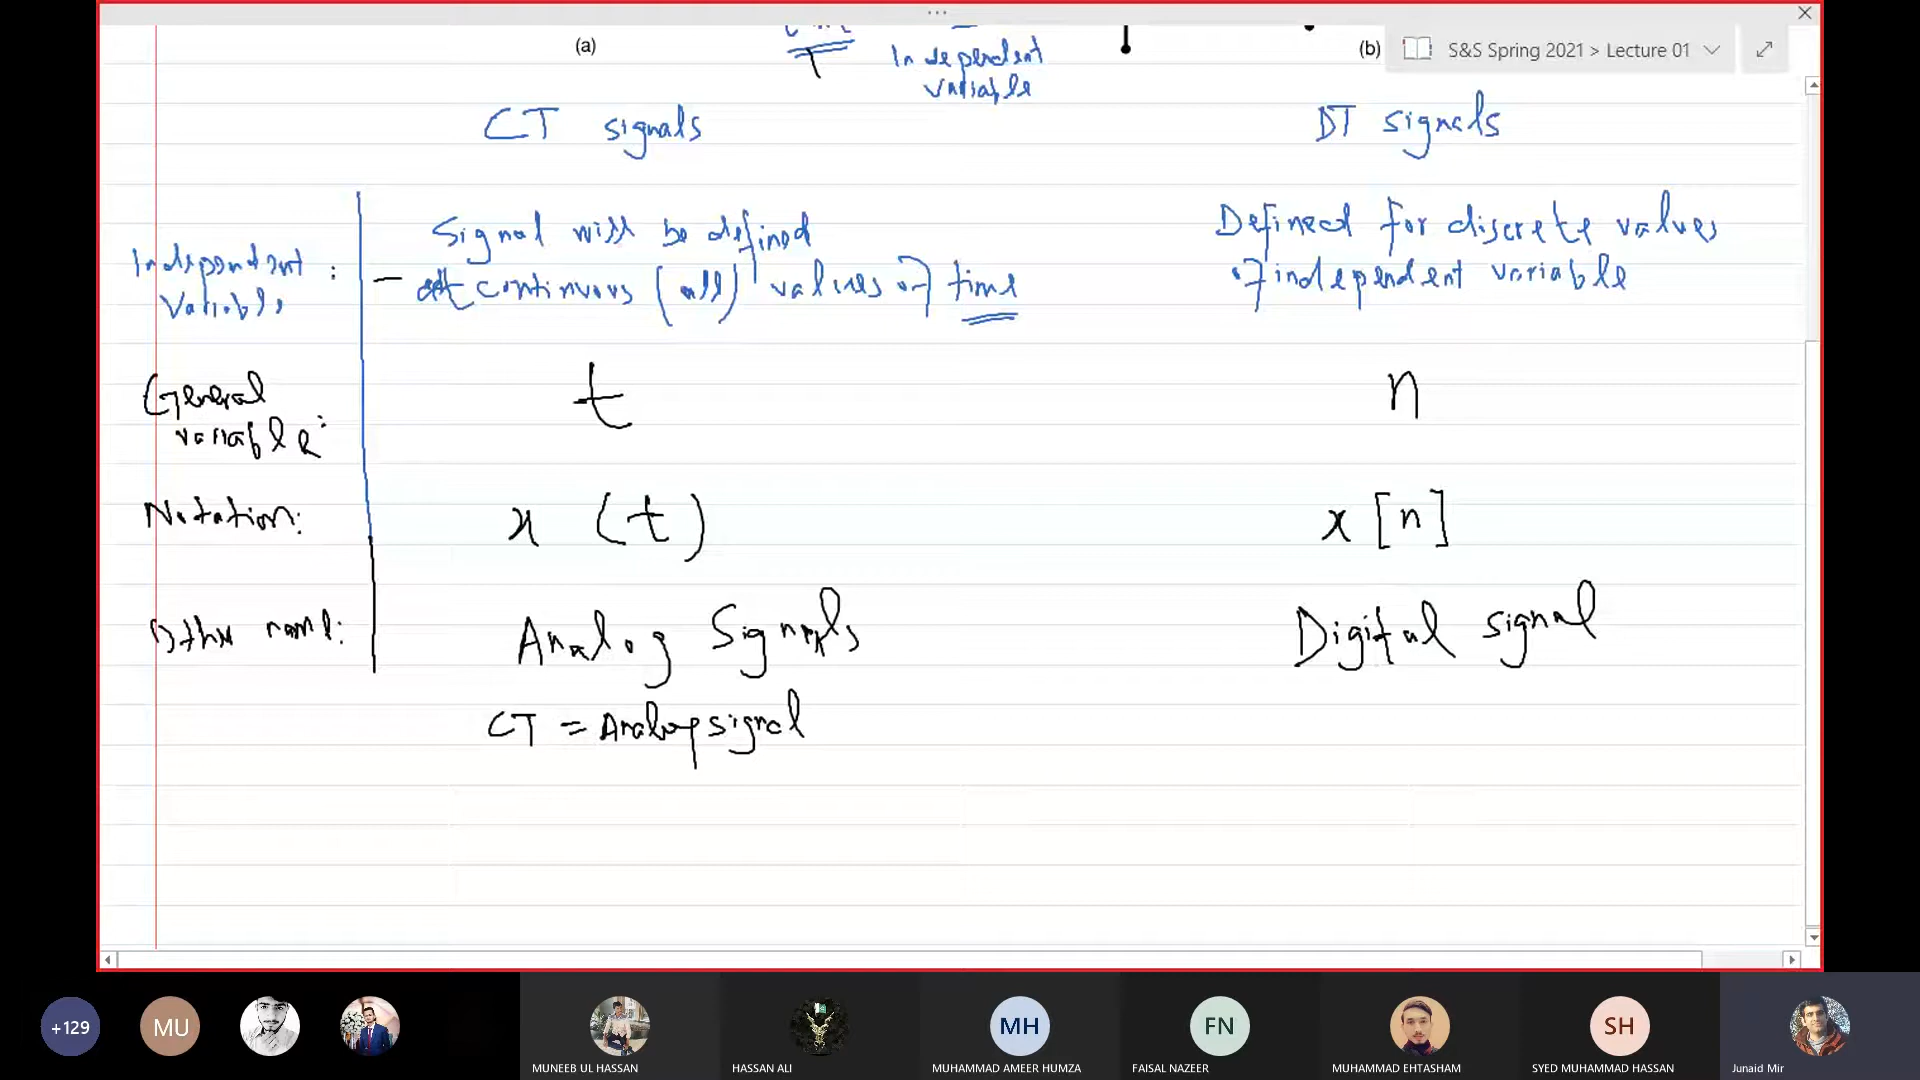 (a)
Independent
variable
(b)
S&S Spring 2021 > Lecture 01
CT signals
DT signals
Independent
Variable :
Signal will be defined
- at continuous (all) values of time
Defined for discrete values
of independent variable
General
variable:
t
n
Notation:
x (t)
x [n]
Other name:
Analog Signals
Digital signal
CT = Analog signal
+129
MU
MH
FN
SH
MUNEEB UL HASSAN
HASSAN ALI
MUHAMMAD AMEER HUMZA
FAISAL NAZEER
MUHAMMAD EHTASHAM
SYED MUHAMMAD HASSAN
Junaid Mir